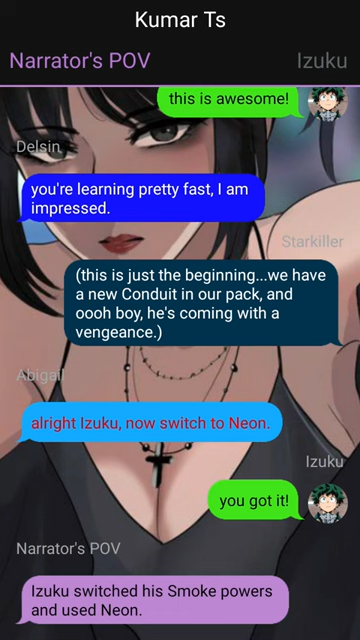 Kumar Ts
Narrator's POV
Izuku
this is awesome!
Delsin
you're learning pretty fast, I am
impressed.
Starkiller
(this is just the beginning...we have
a new Conduit in our pack, and
oooh boy, he's coming with a
vengeance.)
Abigail
alright Izuku, now switch to Neon.
Izuku
you got it!
Narrator's POV
Izuku switched his Smoke powers
and used Neon.